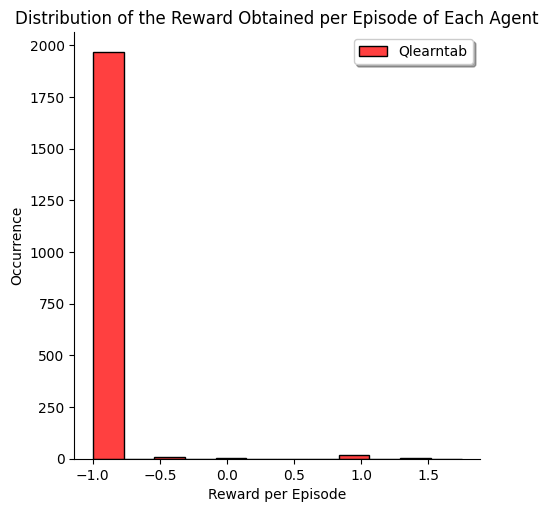 Distribution of the Reward Obtained per Episode of Each Agent
Qlearntab
2000
1750
1500
1250
1000
750
500
250
0
Occurrence
−1.0 −0.5 0.0 0.5 1.0 1.5
Reward per Episode